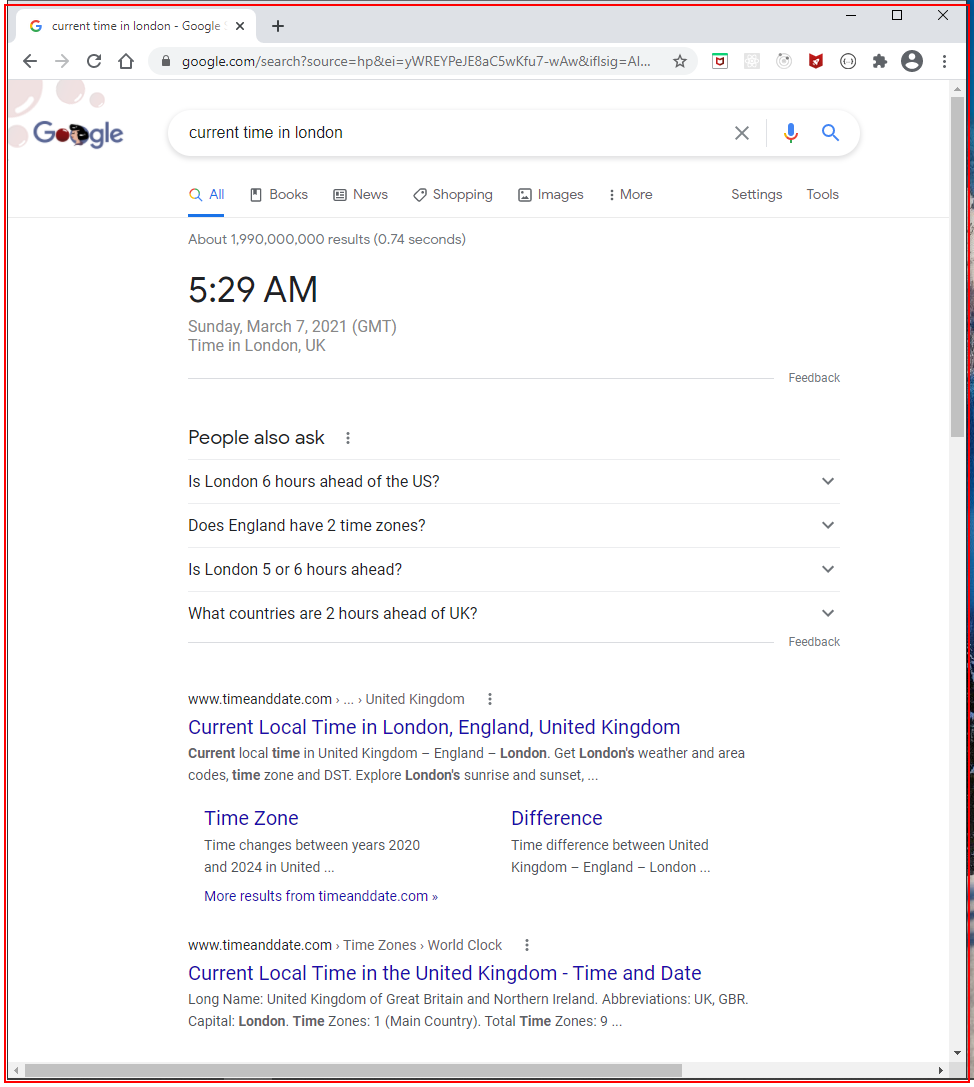 current time in london - Google
google.com/search?source=hp&ei=yWREYPeJE8aC5wKfu7-wAw&iflsig=AI...
Google
current time in london
All Books News Shopping Images More Settings Tools
About 1,990,000,000 results (0.74 seconds)
5:29 AM
Sunday, March 7, 2021 (GMT)
Time in London, UK
Feedback
People also ask
Is London 6 hours ahead of the US?
Does England have 2 time zones?
Is London 5 or 6 hours ahead?
What countries are 2 hours ahead of UK?
Feedback
www.timeanddate.com › ... › United Kingdom
Current Local Time in London, England, United Kingdom
Current local time in United Kingdom – England – London. Get London's weather and area
codes, time zone and DST. Explore London's sunrise and sunset, ...
Time Zone
Time changes between years 2020
and 2024 in United ...
Difference
Time difference between United
Kingdom – England – London ...
More results from timeanddate.com »
www.timeanddate.com › Time Zones › World Clock
Current Local Time in the United Kingdom - Time and Date
Long Name: United Kingdom of Great Britain and Northern Ireland. Abbreviations: UK, GBR.
Capital: London. Time Zones: 1 (Main Country). Total Time Zones: 9 ...